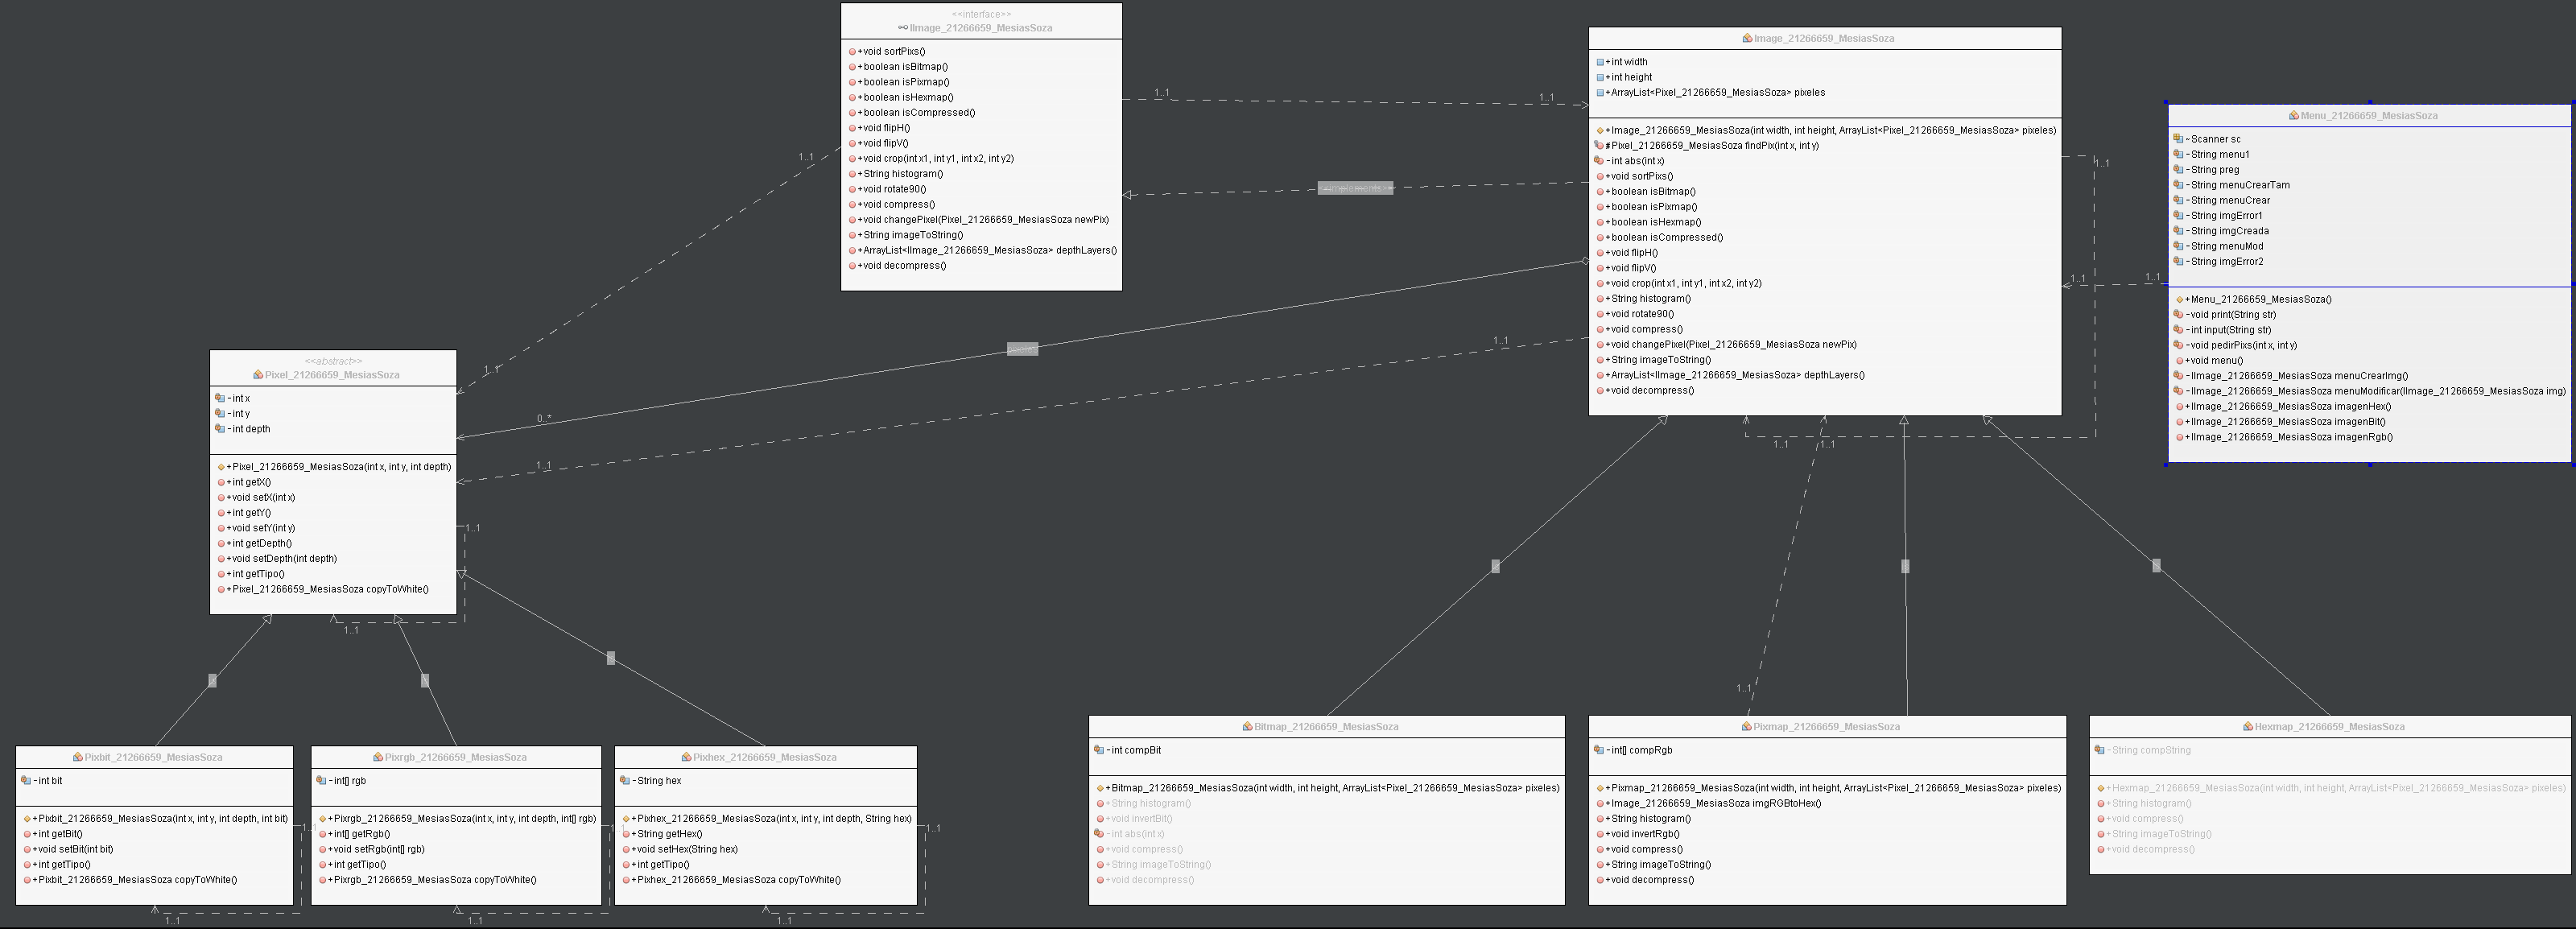 <<interface>>
IImage_21266659_MesiasSoza
+void sortPixs()
+boolean isBitmap()
+boolean isPixmap()
+boolean isHexmap()
+boolean isCompressed()
+void flipH()
+void flipV()
+void crop(int x1, int y1, int x2, int y2)
+String histogram()
+void rotate90()
+void compress()
+void changePixel(Pixel_21266659_MesiasSoza newPix)
+String imageToString()
+ArrayList<IImage_21266659_MesiasSoza> depthLayers()
+void decompress()
1..1
1..1
1..1
1..1
Image_21266659_MesiasSoza
+int width
+int height
+ArrayList<Pixel_21266659_MesiasSoza> pixeles
+Image_21266659_MesiasSoza(int width, int height, ArrayList<Pixel_21266659_MesiasSoza> pixeles)
#Pixel_21266659_MesiasSoza findPix(int x, int y)
-int abs(int x)
+void sortPixs()
+boolean isBitmap()
+boolean isPixmap()
+boolean isHexmap()
+boolean isCompressed()
+void flipH()
+void flipV()
+void crop(int x1, int y1, int x2, int y2)
+String histogram()
+void rotate90()
+void compress()
+void changePixel(Pixel_21266659_MesiasSoza newPix)
+String imageToString()
+ArrayList<IImage_21266659_MesiasSoza> depthLayers()
+void decompress()
1..1
1..1
1..1
1..1
1..1
Menu_21266659_MesiasSoza
-Scanner sc
-String menu1
-String preg
-String menuCrearTam
-String menuCrear
-String imgError1
-String imgCreada
-String menuMod
-String imgError2
+Menu_21266659_MesiasSoza()
-void print(String str)
-int input(String str)
-void pedirPixs(int x, int y)
+void menu()
-IImage_21266659_MesiasSoza menuCrearImg()
-IImage_21266659_MesiasSoza menuModificar(IImage_21266659_MesiasSoza img)
+IImage_21266659_MesiasSoza imagenHex()
+IImage_21266659_MesiasSoza imagenBit()
+IImage_21266659_MesiasSoza imagenRgb()
<<abstract>>
Pixel_21266659_MesiasSoza
-int x
-int y
-int depth
+Pixel_21266659_MesiasSoza(int x, int y, int depth)
+int getX()
+void setX(int x)
+int getY()
+void setY(int y)
+int getDepth()
+void setDepth(int depth)
+int getTipo()
+Pixel_21266659_MesiasSoza copyToWhite()
0..*
1..1
1..1
1..1
1..1
Pixbit_21266659_MesiasSoza
-int bit
+Pixbit_21266659_MesiasSoza(int x, int y, int depth, int bit)
+int getBit()
+void setBit(int bit)
+int getTipo()
+Pixbit_21266659_MesiasSoza copyToWhite()
1..1
1..1
Pixrgb_21266659_MesiasSoza
-int[] rgb
+Pixrgb_21266659_MesiasSoza(int x, int y, int depth, int[] rgb)
+int[] getRgb()
+void setRgb(int[] rgb)
+int getTipo()
+Pixrgb_21266659_MesiasSoza copyToWhite()
1..1
1..1
Pixhex_21266659_MesiasSoza
-String hex
+Pixhex_21266659_MesiasSoza(int x, int y, int depth, String hex)
+String getHex()
+void setHex(String hex)
+int getTipo()
+Pixhex_21266659_MesiasSoza copyToWhite()
1..1
1..1
Bitmap_21266659_MesiasSoza
-int compBit
+Bitmap_21266659_MesiasSoza(int width, int height, ArrayList<Pixel_21266659_MesiasSoza> pixeles)
+String histogram()
+void invertBit()
-int abs(int x)
+void compress()
+String imageToString()
+void decompress()
1..1
Pixmap_21266659_MesiasSoza
-int[] compRgb
+Pixmap_21266659_MesiasSoza(int width, int height, ArrayList<Pixel_21266659_MesiasSoza> pixeles)
+Image_21266659_MesiasSoza imgRGBtoHex()
+String histogram()
+void invertRgb()
+void compress()
+String imageToString()
+void decompress()
Hexmap_21266659_MesiasSoza
-String compString
+Hexmap_21266659_MesiasSoza(int width, int height, ArrayList<Pixel_21266659_MesiasSoza> pixeles)
+String histogram()
+void compress()
+String imageToString()
+void decompress()